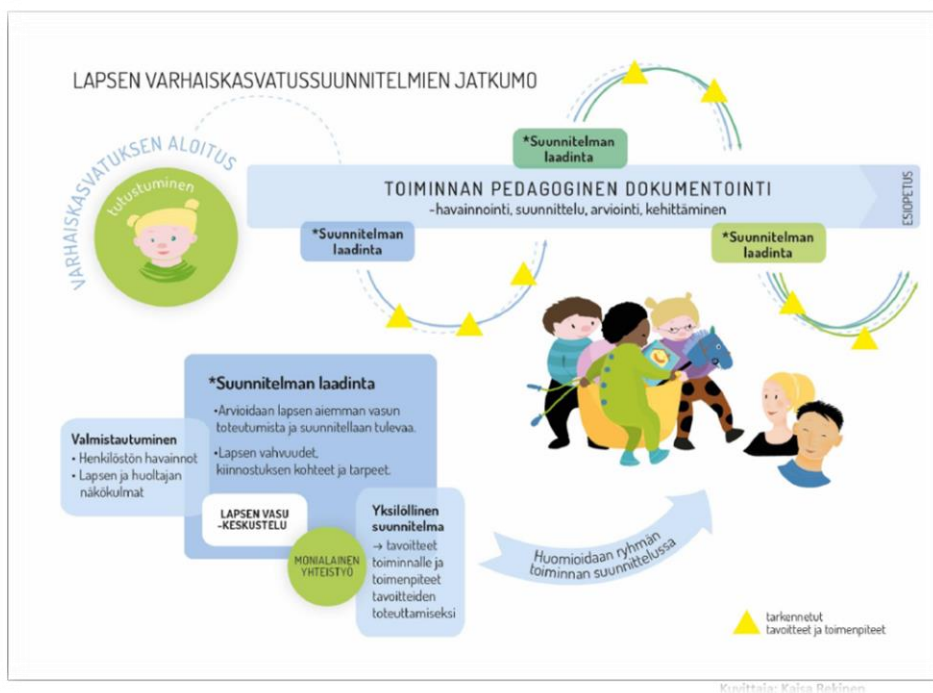 LAPSEN VARHAISKASVATUSSUUNNITELMIEN JATKUMO
VARHAISKASVATUKSEN ALOITUS
tutustuminen
*Suunnitelman
laadinta
TOIMINNAN PEDAGOGINEN DOKUMENTOINTI
-havainnointi, suunnittelu, arviointi, kehittäminen
ESIOPETUS
*Suunnitelman
laadinta
*Suunnitelman
laadinta
*Suunnitelman laadinta
•Arvioidaan lapsen aiemman vasun
toteutumista ja suunnitellaan tulevaa.
•Lapsen vahvuudet,
kiinnostuksen kohteet ja tarpeet.
Valmistautuminen
• Henkilöstön havainnot
• Lapsen ja huoltajan
näkökulmat
LAPSEN VASU
-KESKUSTELU
MONIALAINEN
YHTEISTYÖ
Yksilöllinen
suunnitelma
→ tavoitteet
toiminnalle ja
toimenpiteet
tavoitteiden
toteuttamiseksi
Huomioidaan ryhmän
toiminnan suunnittelussa
tarkennetut
tavoitteet ja toimenpiteet
Kuvittaja: Kaisa Rekinen